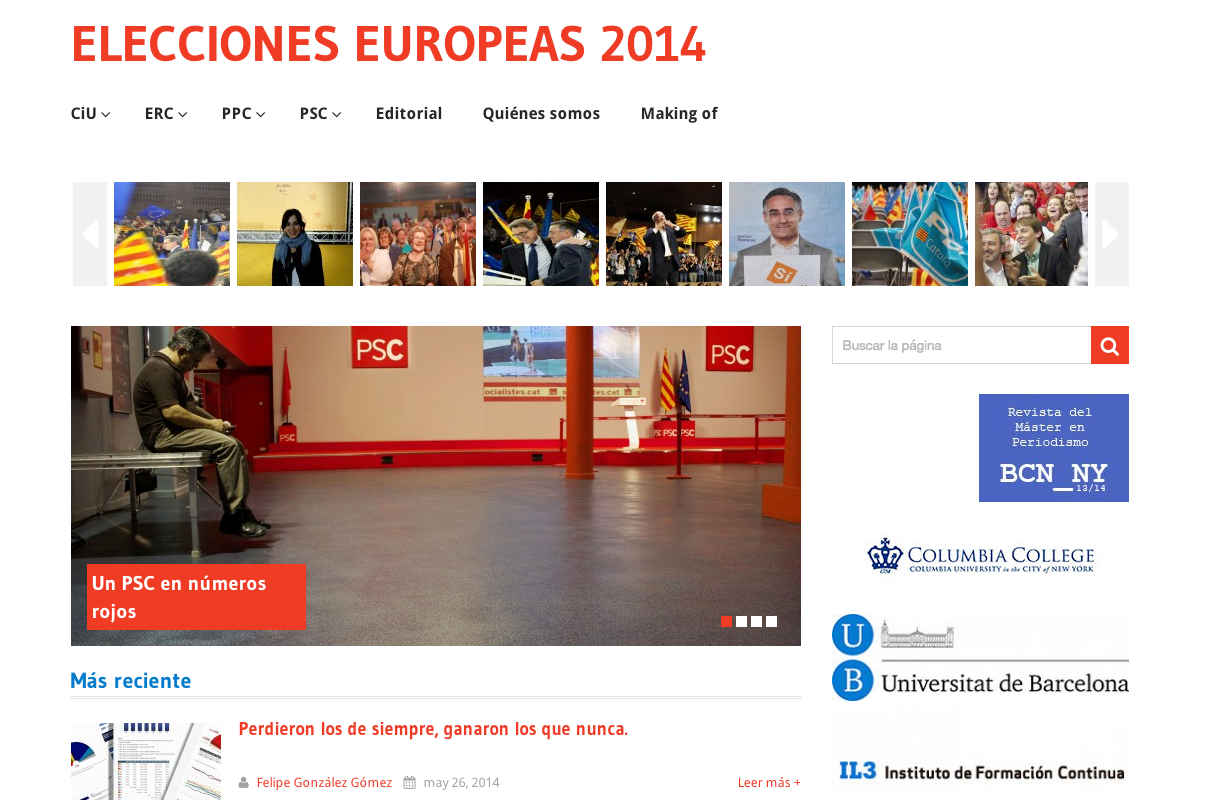 ELECCIONES EUROPEAS 2014
CiU ERC PPC PSC Editorial Quiénes somos Making of
Sí
Català
PSC
PSC
socialistes.cat
PSC
PSC
PSC
Un PSC en números
rojos
Buscar la página
Revista del
Máster en
Periodismo
BCN_NY
13/14
COLUMBIA COLLEGE
COLUMBIA UNIVERSITY in the CITY of NEW YORK
U
B
Universitat de Barcelona
IL3 Instituto de Formación Continua
Más reciente
Perdieron los de siempre, ganaron los que nunca.
Felipe González Gómez may 26, 2014 Leer más +